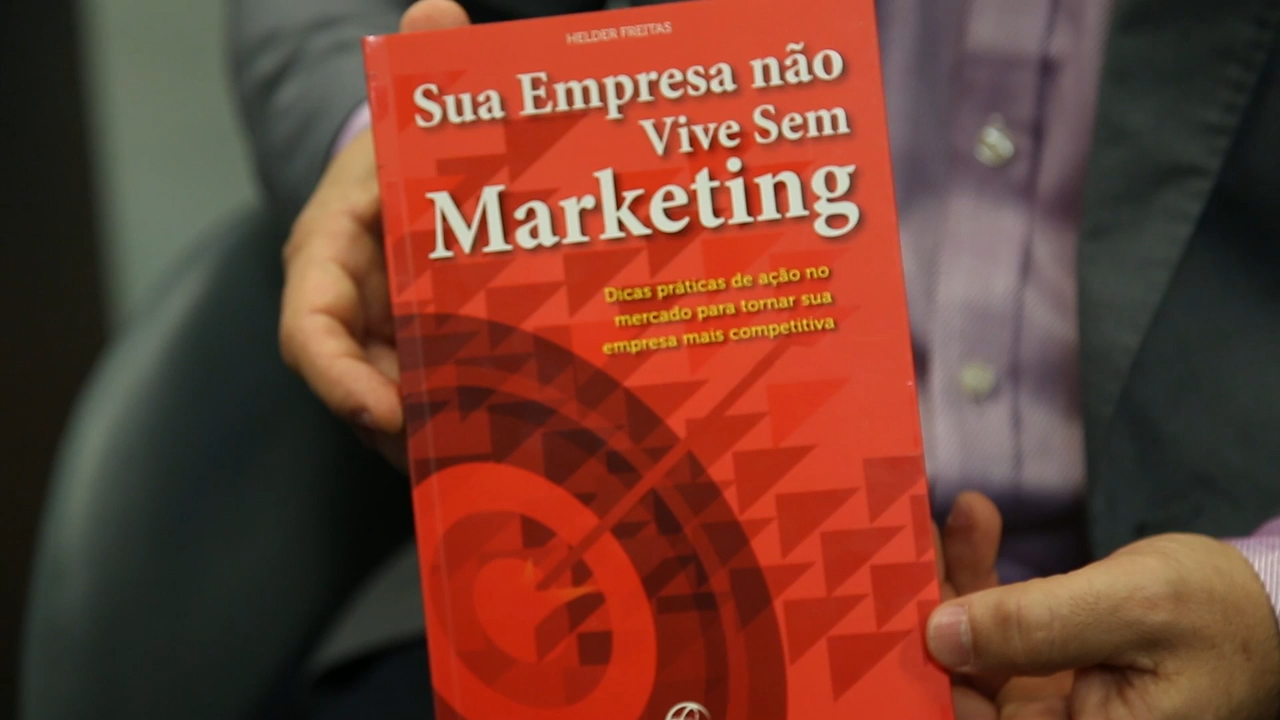 HELDER FREITAS
Sua Empresa não
Vive Sem
Marketing
Dicas práticas de ação no
mercado para tornar sua
empresa mais competitiva